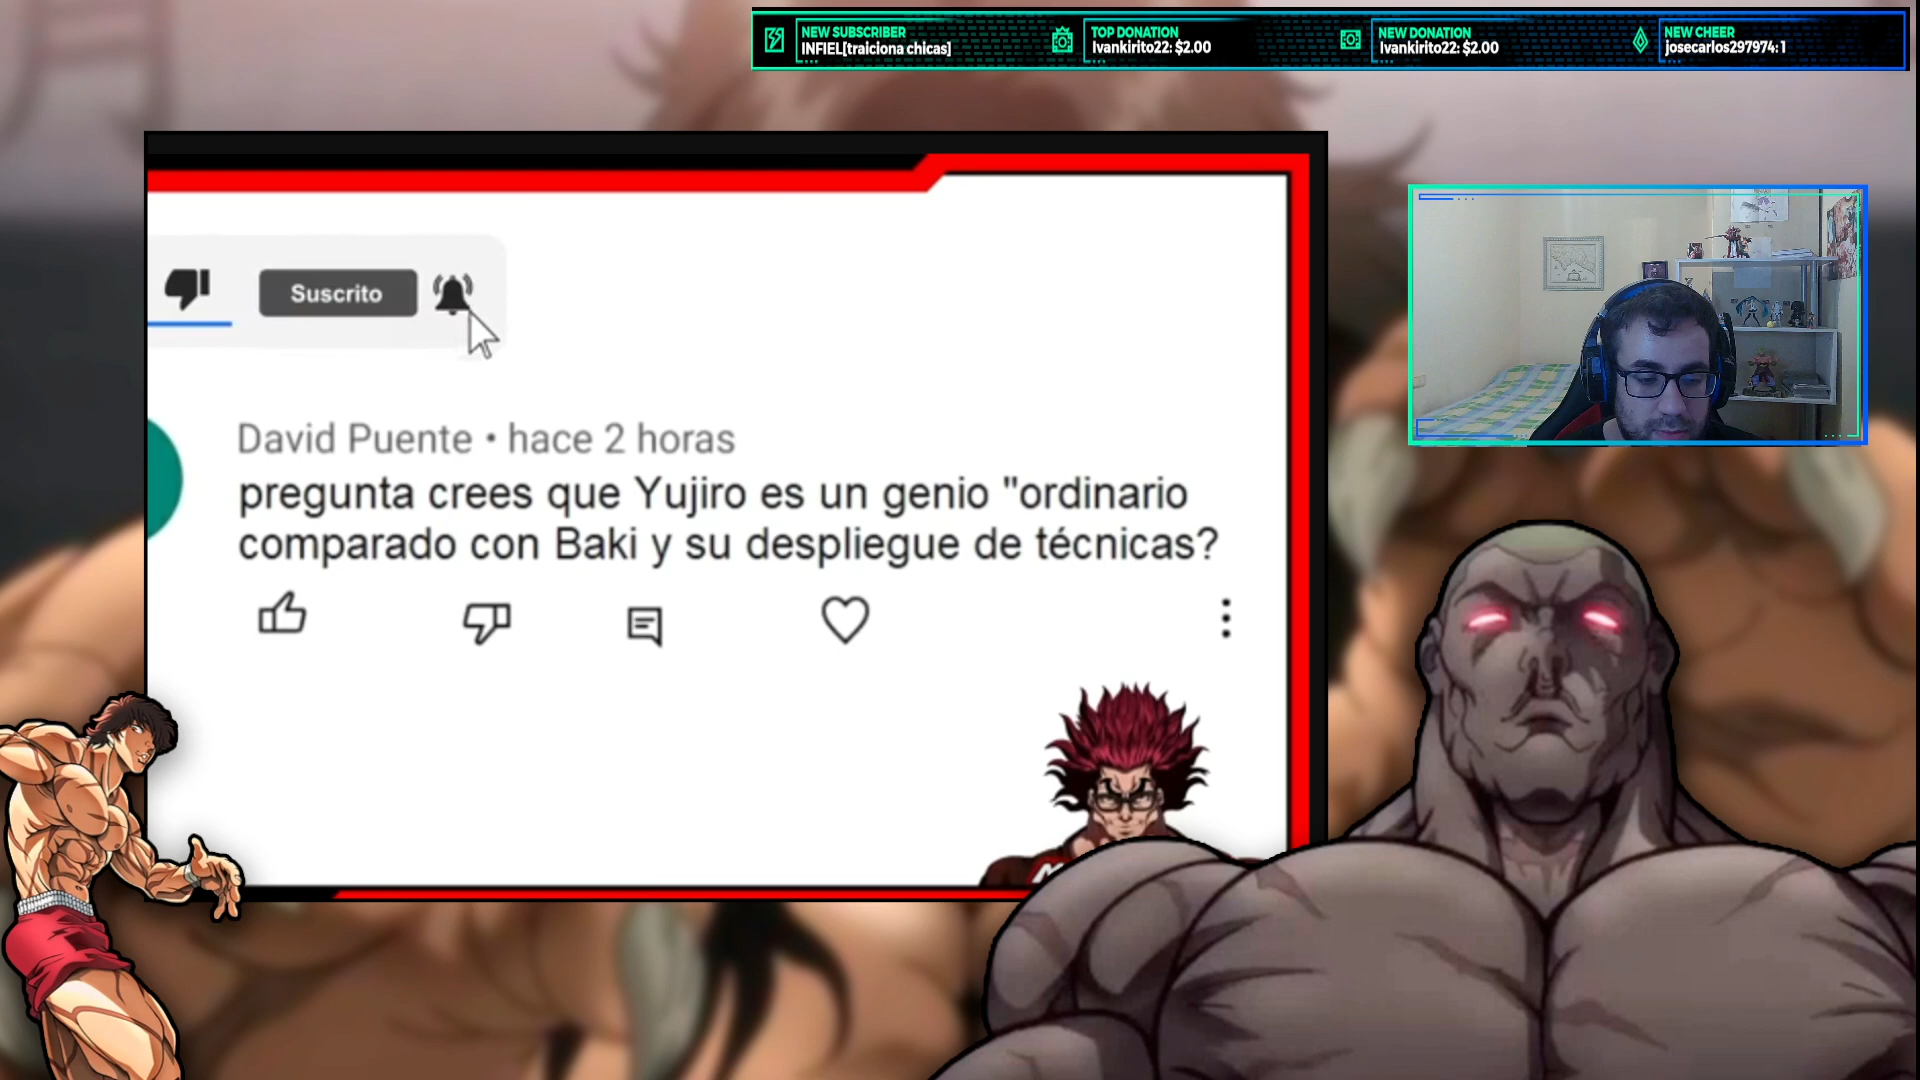 NEW SUBSCRIBER
INFIEL[traiciona chicas]
TOP DONATION
Ivankirito22: $2.00
NEW DONATION
Ivankirito22: $2.00
NEW CHEER
josecarlos297974: 1
Suscrito
David Puente • hace 2 horas
pregunta crees que Yujiro es un genio "ordinario
comparado con Baki y su despliegue de técnicas?